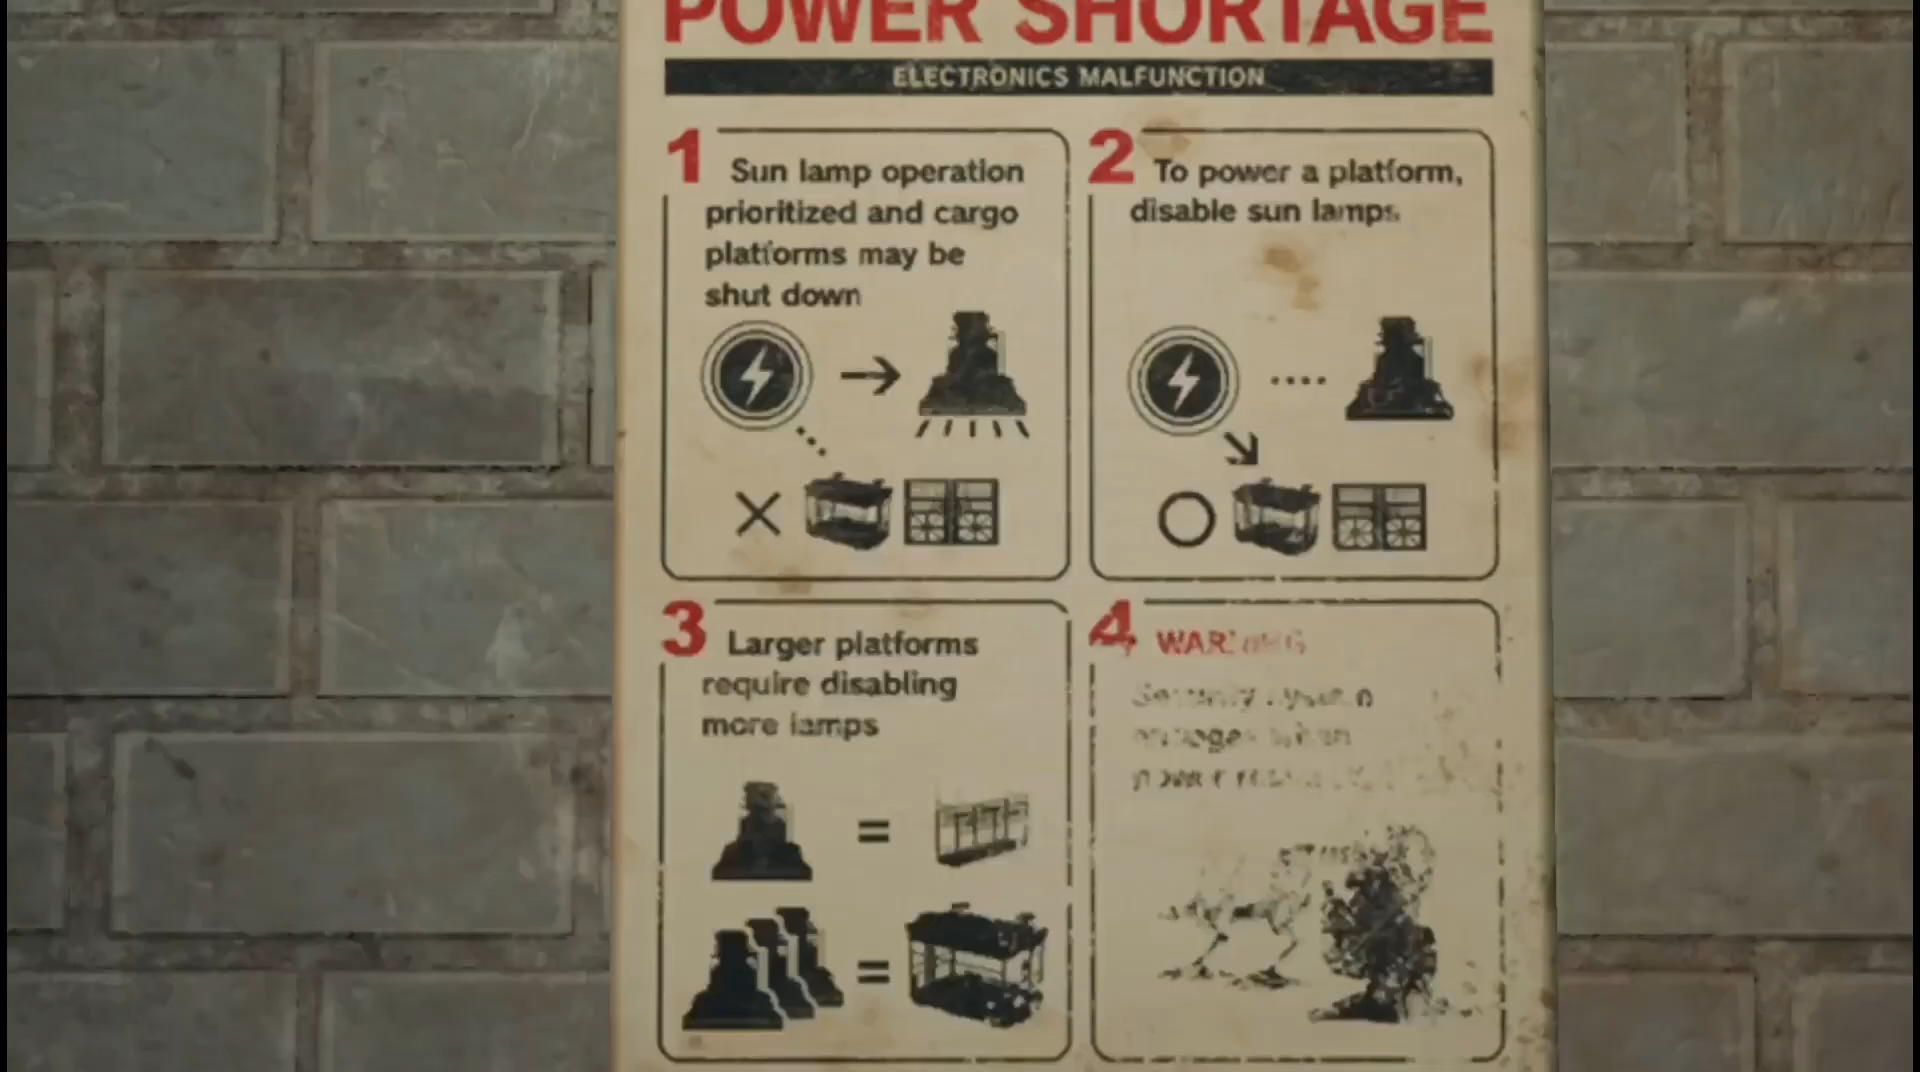 POWER SHORTAGE
ELECTRONICS MALFUNCTION
1
Sun lamp operation
prioritized and cargo
platforms may be
shut down
2
To power a platform,
disable sun lamps
3
Larger platforms
require disabling
more lamps
4
WARNING